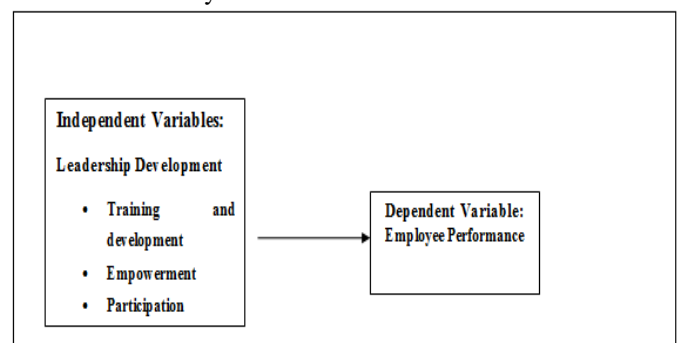 Independent Variables:
Leadership Development
• Training and
development
• Empowerment
• Participation
Dependent Variable:
Employee Performance